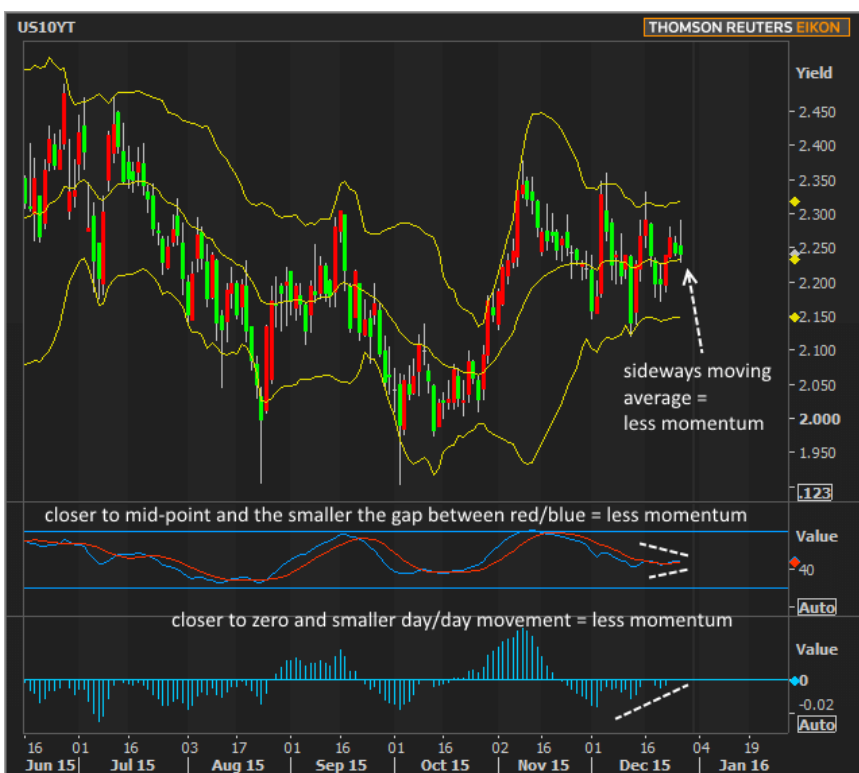 US10YT
THOMSON REUTERS EIKON
Yield
2.450
2.400
2.350
2.300
2.250
2.200
2.150
2.100
2.050
2.000
1.950
.123
sideways moving
average =
less momentum
closer to mid-point and the smaller the gap between red/blue = less momentum
Value
40
Auto
closer to zero and smaller day/day movement = less momentum
Value
0
-0.02
Auto
16 01 16 03 17 01 16 01 16 02 16 01 16 04 19
Jun 15 Jul 15 Aug 15 Sep 15 Oct 15 Nov 15 Dec 15 Jan 16